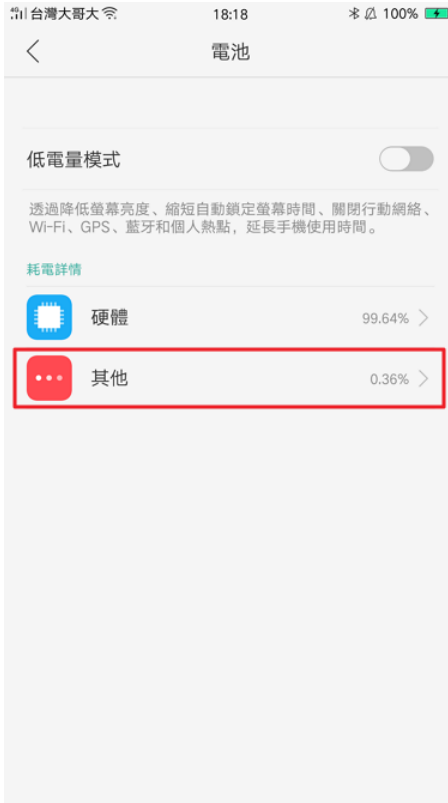 4G 台灣大哥大 18:18 100%
電池
低電量模式
透過降低螢幕亮度、縮短自動鎖定螢幕時間、關閉行動網絡、
Wi-Fi、GPS、藍牙和個人熱點，延長手機使用時間。
耗電詳情
硬體 99.64%
其他 0.36%